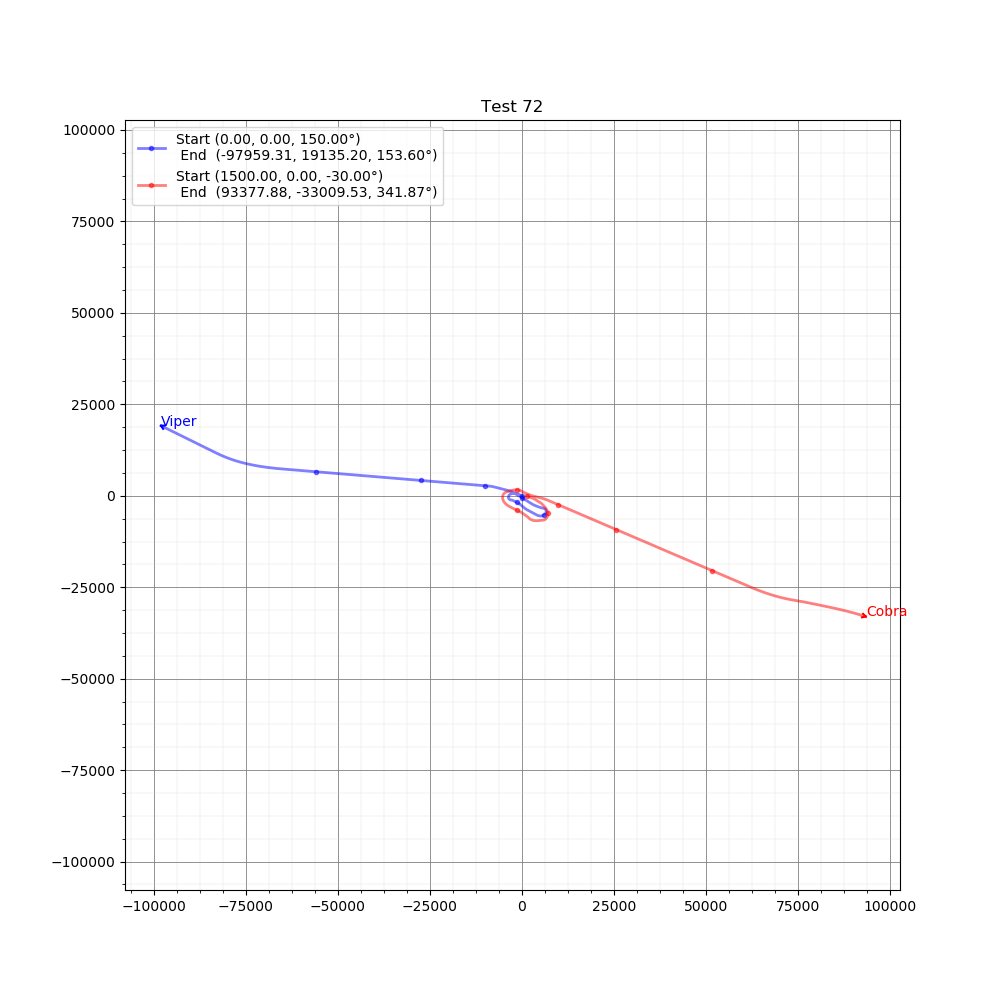 Test 72
Start (0.00, 0.00, 150.00°)
End (-97959.31, 19135.20, 153.60°)
Start (1500.00, 0.00, -30.00°)
End (93377.88, -33009.53, 341.87°)
100000
75000
50000
25000
0
−25000
−50000
−75000
−100000
Viper
Cobra
−100000 −75000 −50000 −25000 0 25000 50000 75000 100000